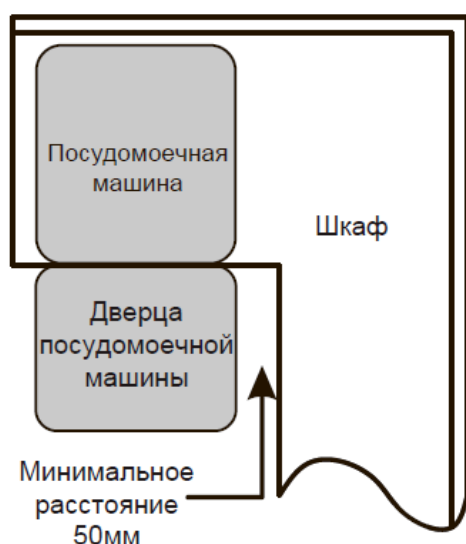 Посудомоечная
машина
Шкаф
Дверца
посудомоечной
машины
Минимальное
расстояние
50мм